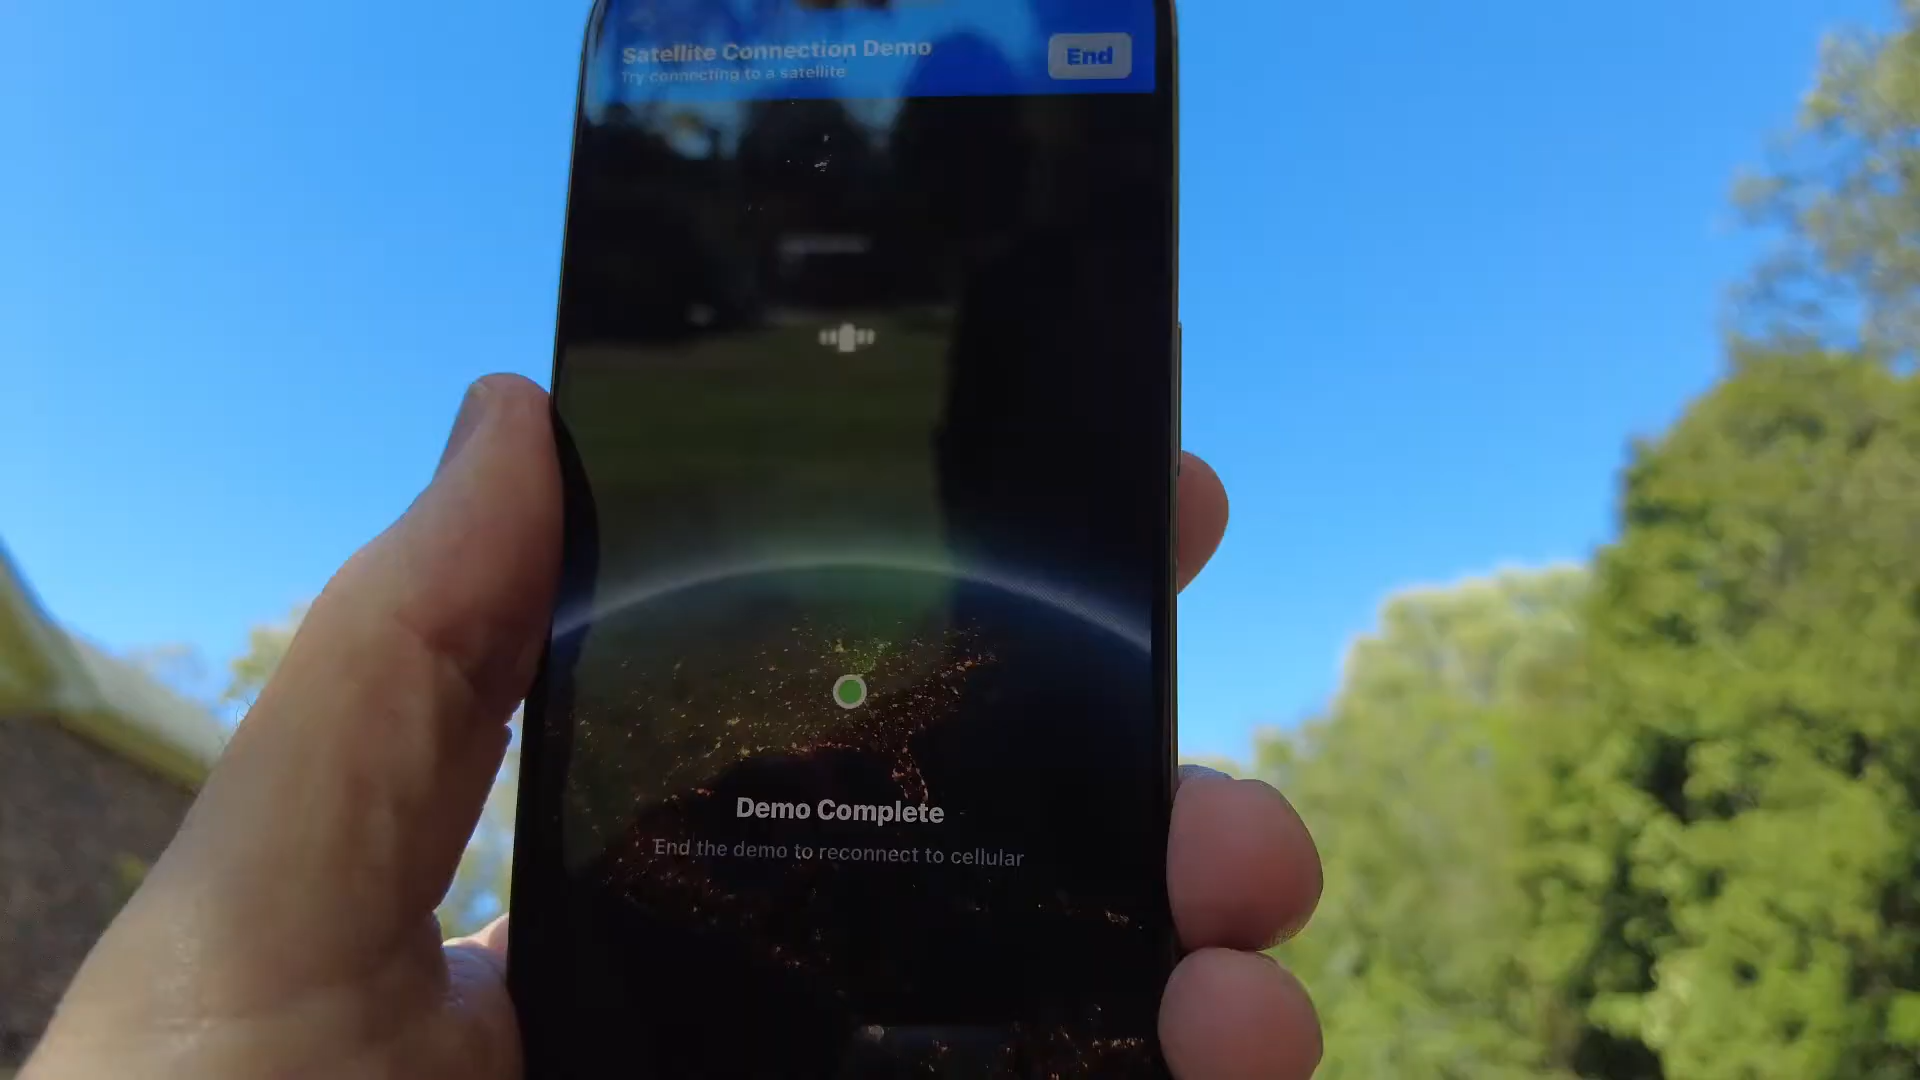 Satellite Connection Demo
Try connecting to a satellite
End
Demo Complete
End the demo to reconnect to cellular